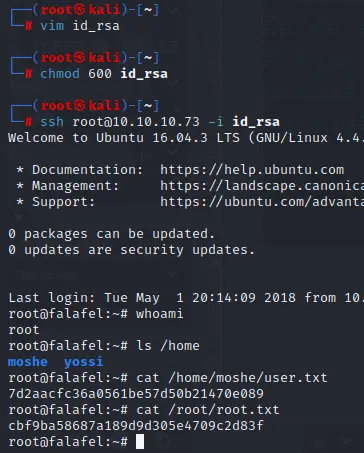 ┌──(root㉿kali)-[~]
└─# vim id_rsa
┌──(root㉿kali)-[~]
└─# chmod 600 id_rsa
┌──(root㉿kali)-[~]
└─# ssh root@10.10.10.73 -i id_rsa
Welcome to Ubuntu 16.04.3 LTS (GNU/Linux 4.4.
* Documentation:  https://help.ubuntu.com
* Management:     https://landscape.canonica
* Support:        https://ubuntu.com/advanta
0 packages can be updated.
0 updates are security updates.
Last login: Tue May  1 20:14:09 2018 from 10.
root@falafel:~# whoami
root
root@falafel:~# ls /home
moshe  yossi
root@falafel:~# cat /home/moshe/user.txt
7d2aacfc36a0561be57d50b21470e089
root@falafel:~# cat /root/root.txt
cbf9ba58687a189d9d305e4709c2d83f
root@falafel:~#